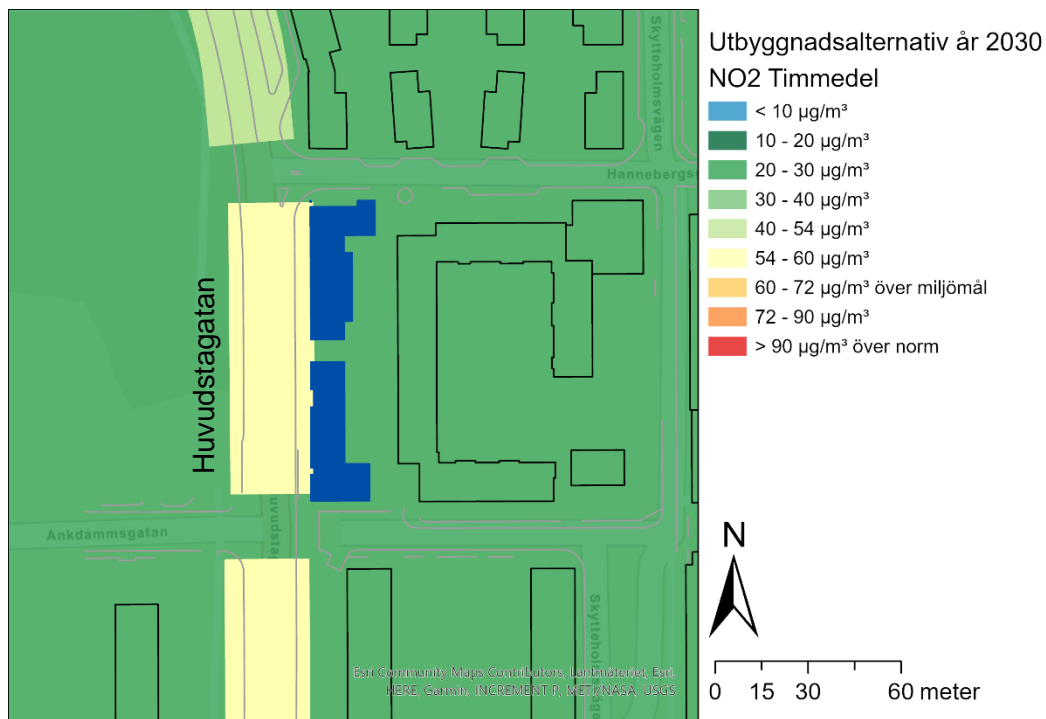 Utbyggnadsalternativ år 2030
NO2 Timmedel
< 10 µg/m³
10 - 20 µg/m³
20 - 30 µg/m³
30 - 40 µg/m³
40 - 54 µg/m³
54 - 60 µg/m³
60 - 72 µg/m³ över miljömål
72 - 90 µg/m³
> 90 µg/m³ över norm
Skytteholmsvägen
Hannebergsg
Huvudstagatan
Ankdammsgatan
uvudstag
Skytteholmsvägen
Esri Community Maps Contributors, Lantmäteriet, Esri,
HERE, Garmin, INCREMENT P, METI/NASA, USGS
N
0 15 30 60 meter